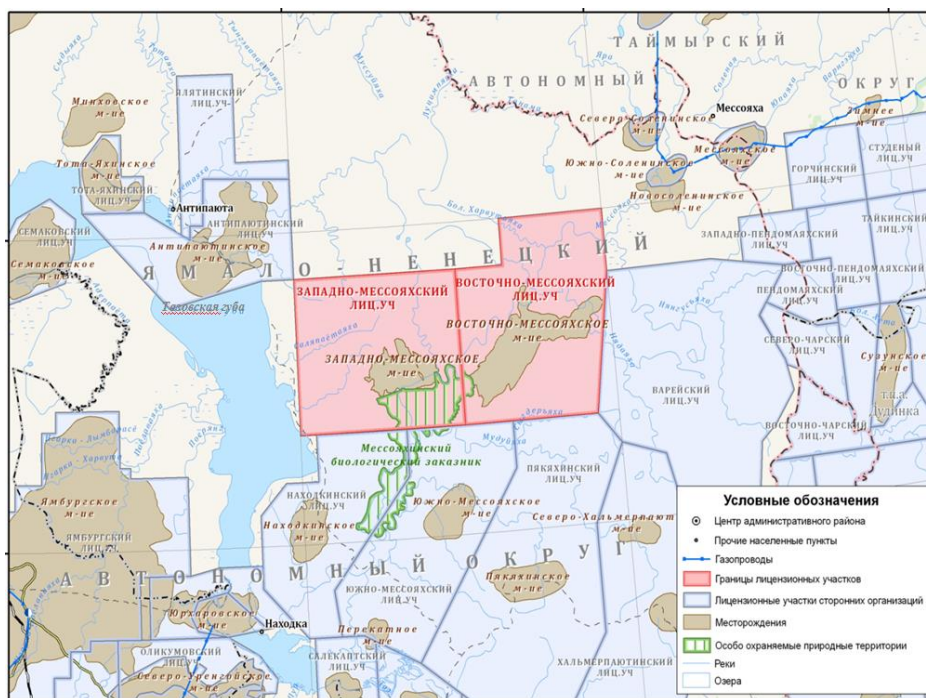 ТАЙМЫРСКИЙ
АВТОНОМНЫЙ
ОКРУГ
Минховское
м-ие
ЯЛЯТИНСКИЙ
ЛИЦ.УЧ
Тота-Яхинское
м-ие
ТОТА-ЯХИНСКИЙ
ЛИЦ.УЧ
Антипаюта
АНТИПАЮТИНСКИЙ
ЛИЦ.УЧ
Антипаютинское
м-ие
СЕМАКОВСКИЙ
ЛИЦ.УЧ
Семаковское
м-ие
Мессояха
Северо-Соленинское
м-ие
Южно-Соленинское
м-ие
Мессояхское
м-ие
Новосоленинское
м-ие
Зимнее
м-ие
ГОРЧИНСКИЙ
ЛИЦ.УЧ
СТУДЕНЫЙ
ЛИЦ.УЧ
ТАЙКИНСКИЙ
ЛИЦ.УЧ
ЗАПАДНО-ПЕНДОМАЯХСКИЙ
ЛИЦ.УЧ
ВОСТОЧНО-ПЕНДОМАЯХСКИЙ
ЛИЦ.УЧ
ПЕНДОМАЯХСКИЙ
ЛИЦ.УЧ
СЕВЕРО-ЧАРСКИЙ
ЛИЦ.УЧ
Сузунское
м-ие
ВОСТОЧНО-ЧАРСКИЙ
ЛИЦ.УЧ
ЯМАЛО-НЕНЕЦКИЙ
Тазовская губа
ЗАПАДНО-МЕССОЯХСКИЙ
ЛИЦ.УЧ
ВОСТОЧНО-МЕССОЯХСКИЙ
ЛИЦ.УЧ
ЗАПАДНО-МЕССОЯХСКОЕ
м-ие
ВОСТОЧНО-МЕССОЯХСКОЕ
м-ие
ВАРЕЙСКИЙ
ЛИЦ.УЧ
Мессояхинский
биологический заказник
Мудуйяха
ПЯКЯХИНСКИЙ
ЛИЦ.УЧ
НАХОДКИНСКИЙ
ЛИЦ.УЧ
Находкинское
м-ие
Южно-Мессояхское
м-ие
Ямбургское
м-ие
ЯМБУРГСКИЙ
ЛИЦ.УЧ
АВТОНОМНЫЙ ОКРУГ
ЮЖНО-МЕССОЯХСКИЙ
ЛИЦ.УЧ
Пякяхинское
м-ие
Юрхаровское
м-ие
Находка
Перекатное
м-ие
ОЛИКУМОВСКИЙ
ЛИЦ.УЧ
САЛЕКАПТСКИЙ
ЛИЦ.УЧ
Северо-Уренгойское
м-ие
ХАЛЬМЕРПАЮТИНСКИЙ
ЛИЦ.УЧ
Условные обозначения
Центр административного района
Прочие населенные пункты
Газопроводы
Границы лицензионных участков
Лицензионные участки сторонних организаций
Месторождения
Особо охраняемые природные территории
Реки
Озера